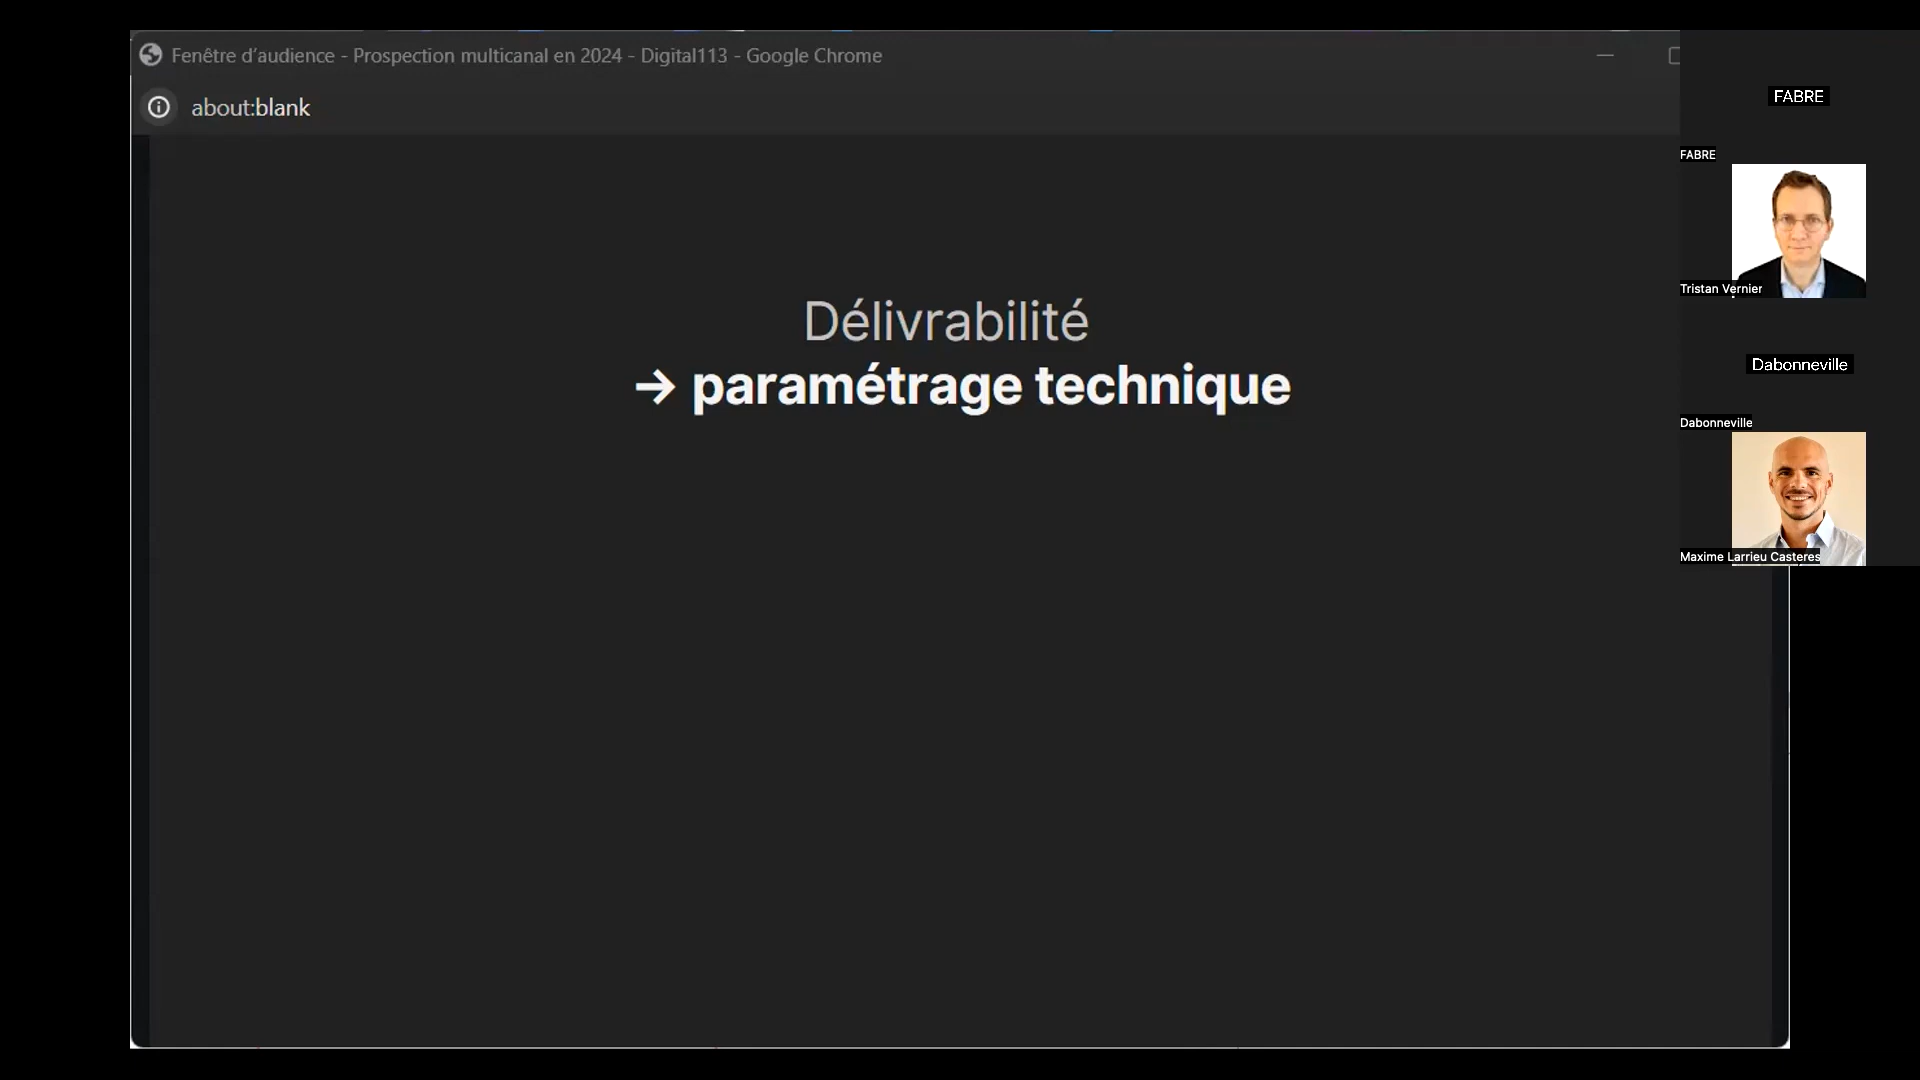 Fenêtre d’audience - Prospection multicanal en 2024 - Digital113 - Google Chrome
about:blank
Délivrabilité
→ paramétrage technique
FABRE
FABRE
Tristan Vernier
Dabonneville
Dabonneville
Maxime Larrieu Casteres